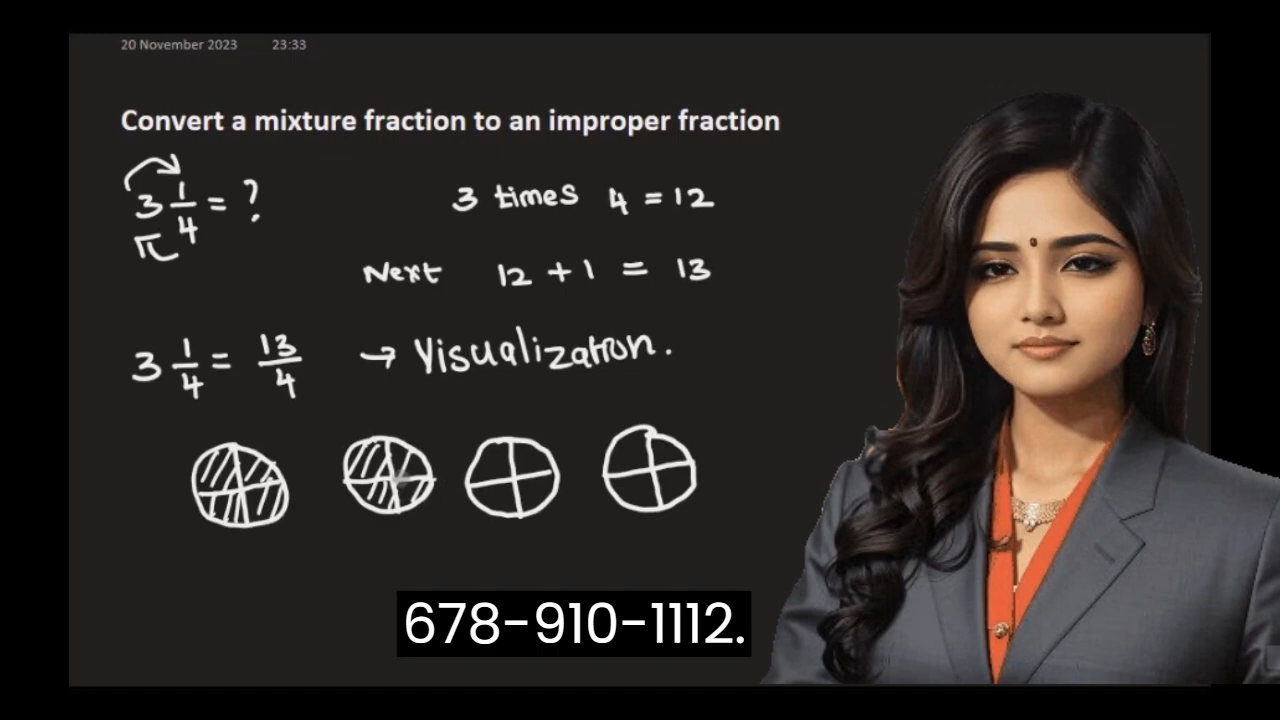 20 November 2023 23:33
Convert a mixture fraction to an improper fraction
3 1/4 = ?
3 times 4 = 12
Next 12 + 1 = 13
3 1/4 = 13/4 → Visualization.
678-910-1112.